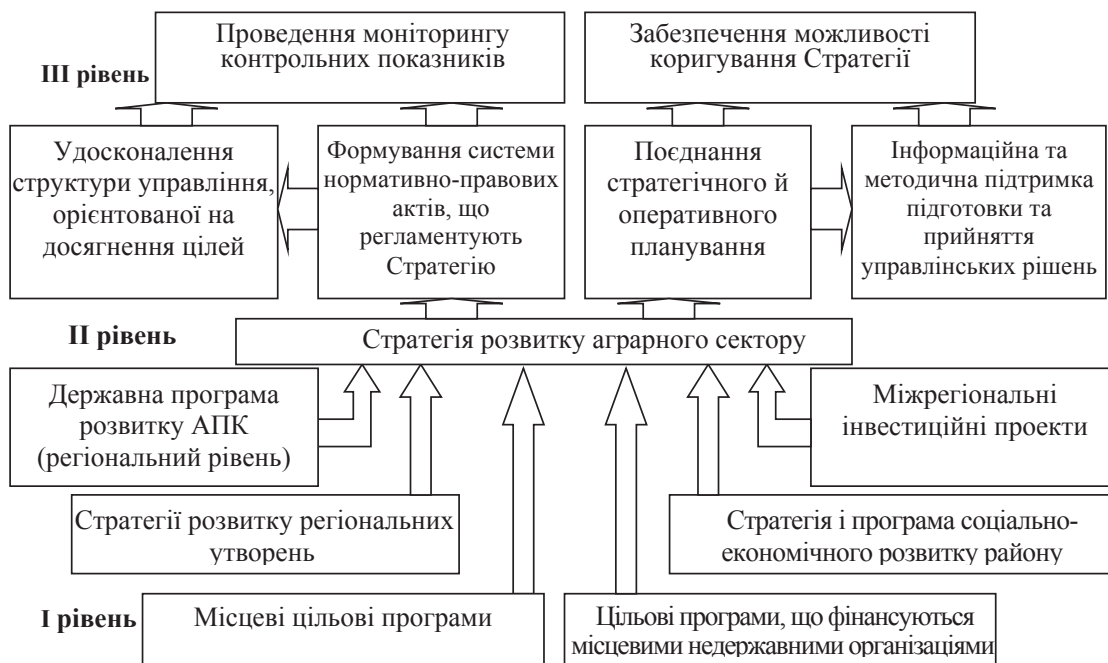 Проведення моніторингу
контрольних показників
Забезпечення можливості
коригування Стратегії
III рівень
Удосконалення
структури управління,
орієнтованої на
досягнення цілей
Формування системи
нормативно-правових
актів, що
регламентують
Стратегію
Поєднання
стратегічного й
оперативного
планування
Інформаційна та
методична підтримка
підготовки та
прийняття
управлінських рішень
II рівень
Стратегія розвитку аграрного сектору
Державна програма
розвитку АПК
(регіональний рівень)
Міжрегіональні
інвестиційні проекти
Стратегії розвитку регіональних
утворень
Стратегія і програма соціально-
економічного розвитку району
I рівень
Місцеві цільові програми
Цільові програми, що фінансуються
місцевими недержавними організаціями